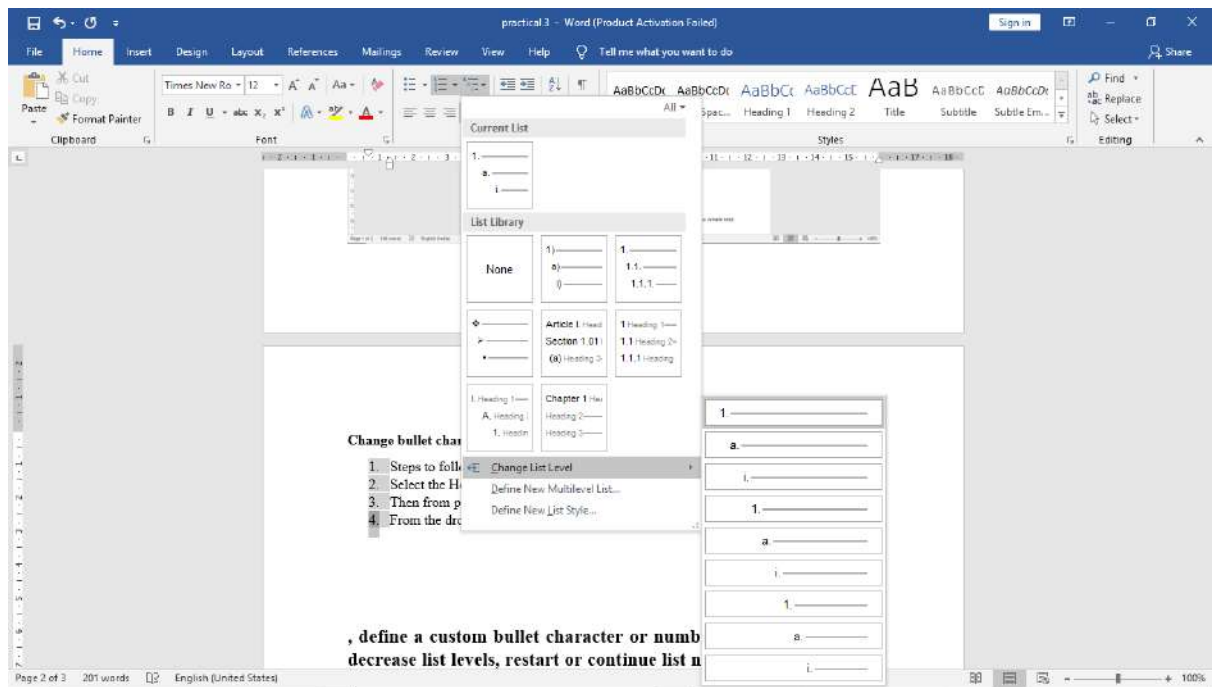 practical 3 - Word (Product Activation Failed)
Sign in
File Home Insert Design Layout References Mailings Review View Help Tell me what you want to do Share
Paste
Cut
Copy
Format Painter
Clipboard
Times New Ro 12 Aa
B I U abc X₂ X² A
Font
AaBbCcDc AaBbCcDc AaBbCc AaBbCcE AaB AaBbCcD AaBbCcDc
Spac... Heading 1 Heading 2 Title Subtitle Subtle Em...
Styles
Find
Replace
Select
Editing
All
Current List
1.
a.
i.
List Library
None
1)
a)
i)
1.
1.1.
1.1.1.
Article I. Head
Section 1.01
(a) Heading 3
1 Heading 1
1.1 Heading 2
1.1.1 Heading
I. Heading 1
A. Heading
1. Headin
Chapter 1 Hea
Heading 2
Heading 3
Change List Level
Define New Multilevel List...
Define New List Style...
1.
a.
i.
1.
a.
i.
1.
a.
i.
Change bullet char
1. Steps to foll
2. Select the H
3. Then from p
4. From the dro
, define a custom bullet character or numb
decrease list levels, restart or continue list n
Page 2 of 3 201 words English (United States) 100%